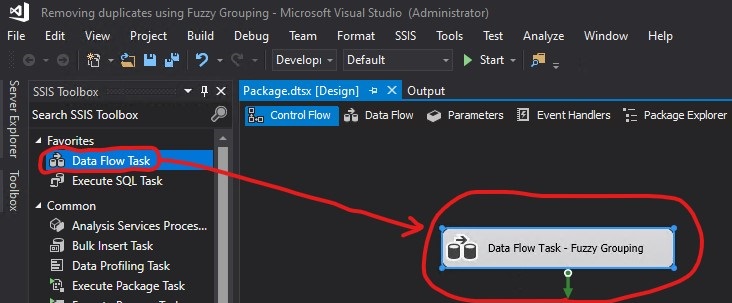 Removing duplicates using Fuzzy Grouping - Microsoft Visual Studio (Administrator)
File Edit View Project Build Debug Team Format SSIS Tools Test Analyze Window Help
Developr Default Start
Server Explorer
Toolbox
SSIS Toolbox
Search SSIS Toolbox
Favorites
Data Flow Task
Execute SQL Task
Common
Analysis Services Proces...
Bulk Insert Task
Data Profiling Task
Execute Package Task
Package.dtsx [Design] Output
Control Flow Data Flow Parameters Event Handlers Package Explorer
Data Flow Task - Fuzzy Grouping